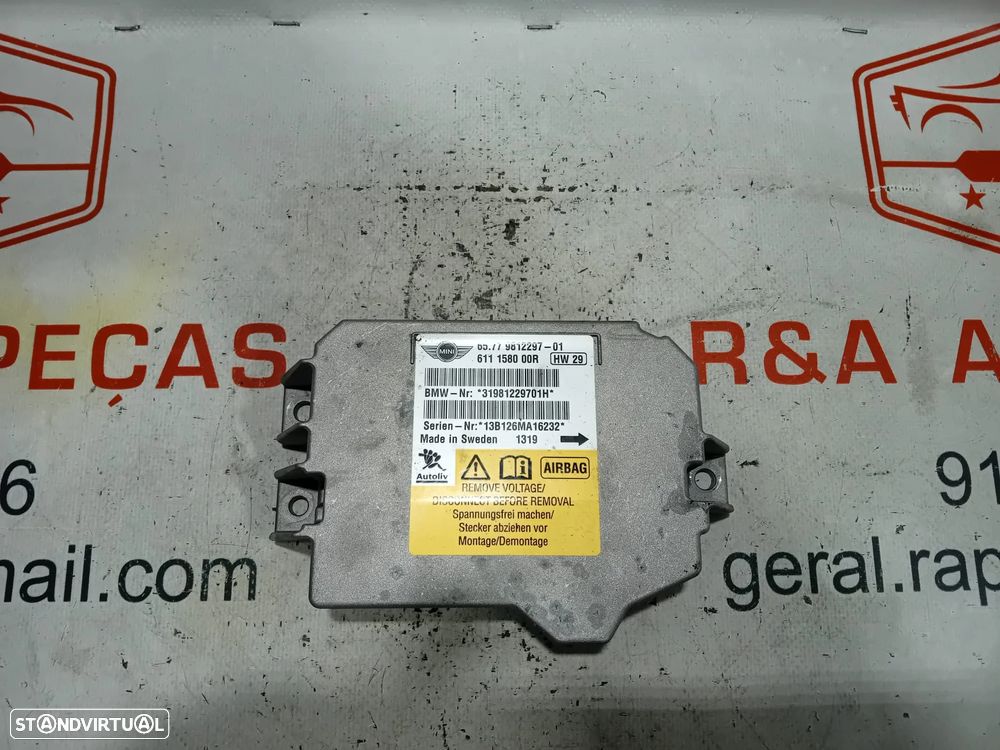 PEÇAS
R&A A
6
91
mail.com
geral.rap
MINI
65.77 9812297-01
611 1580 00R HW 29
BMW-Nr: *31981229701H*
Serien-Nr:*13B126MA16232*
Made in Sweden 1319
Autoliv
AIRBAG
REMOVE VOLTAGE/
DISCONNECT BEFORE REMOVAL
Spannungsfrei machen/
Stecker abziehen vor
Montage/Demontage
STANDVIRTUAL